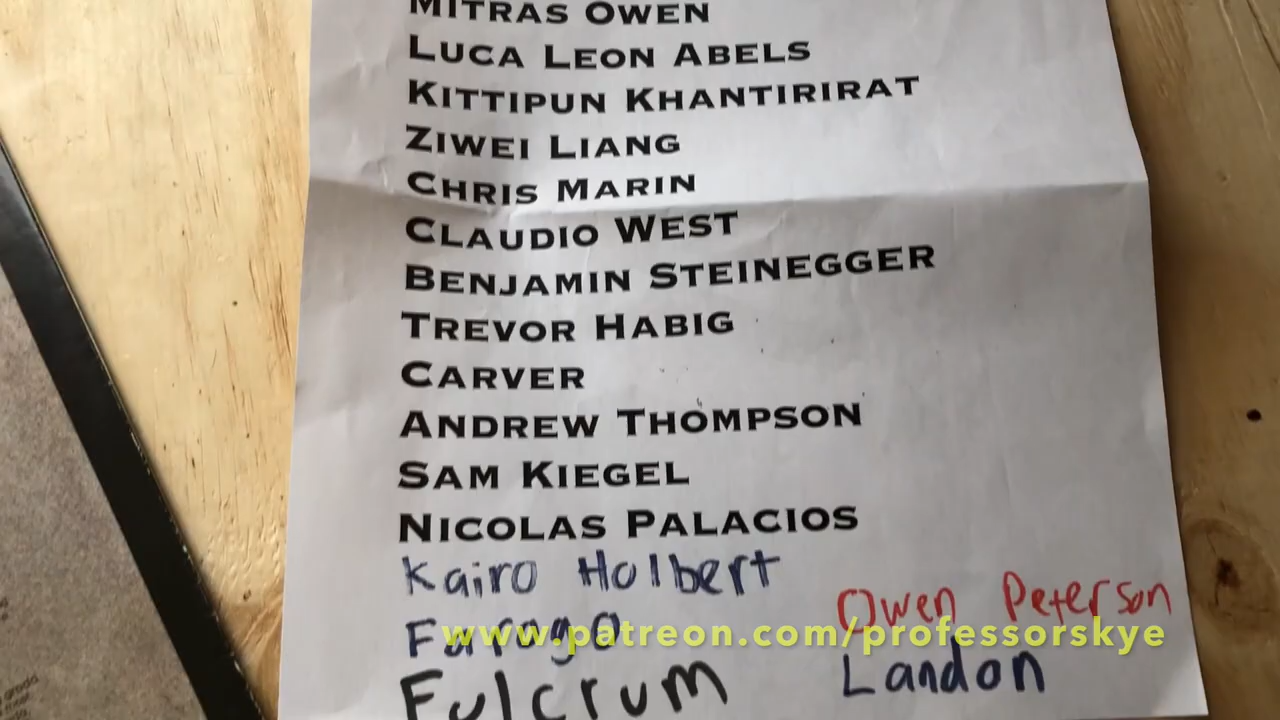 MITRAS OWEN
LUCA LEON ABELS
KITTIPUN KHANTIRIRAT
ZIWEI LIANG
CHRIS MARIN
CLAUDIO WEST
BENJAMIN STEINEGGER
TREVOR HABIG
CARVER
ANDREW THOMPSON
SAM KIEGEL
NICOLAS PALACIOS
Kairo Holbert
Owen Peterson
www.patreon.com/professorskye
Fulcrum
Landon